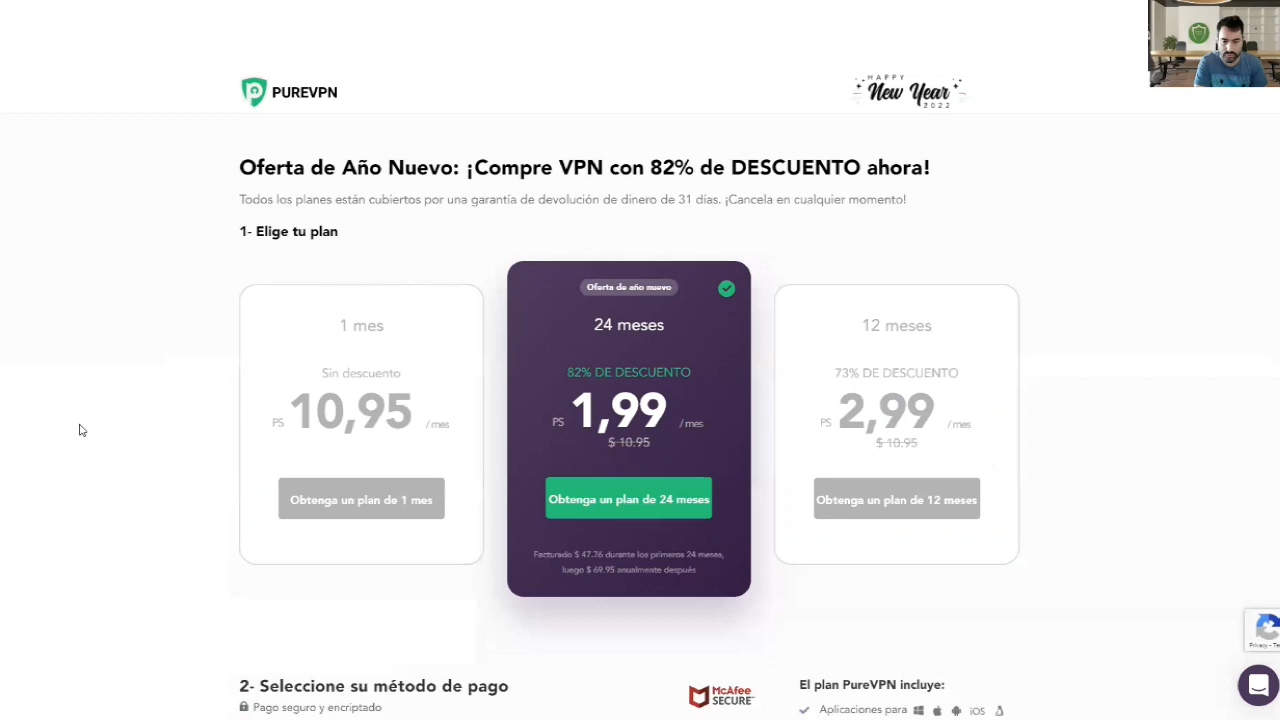 PUREVPN
HAPPY
New Year
2022
Oferta de Año Nuevo: ¡Compre VPN con 82% de DESCUENTO ahora!
Todos los planes están cubiertos por una garantía de devolución de dinero de 31 días. ¡Cancela en cualquier momento!
1- Elige tu plan
1 mes
Sin descuento
PS 10,95 / mes
Obtenga un plan de 1 mes
Oferta de año nuevo
24 meses
82% DE DESCUENTO
PS 1,99 / mes
$ 10.95
Obtenga un plan de 24 meses
Facturado $ 47.76 durante los primeros 24 meses,
luego $ 69.95 anualmente después
12 meses
73% DE DESCUENTO
PS 2,99 / mes
$ 10.95
Obtenga un plan de 12 meses
2- Seleccione su método de pago
Pago seguro y encriptado
McAfee
SECURE
El plan PureVPN incluye:
Aplicaciones para iOS
Privacy - Te